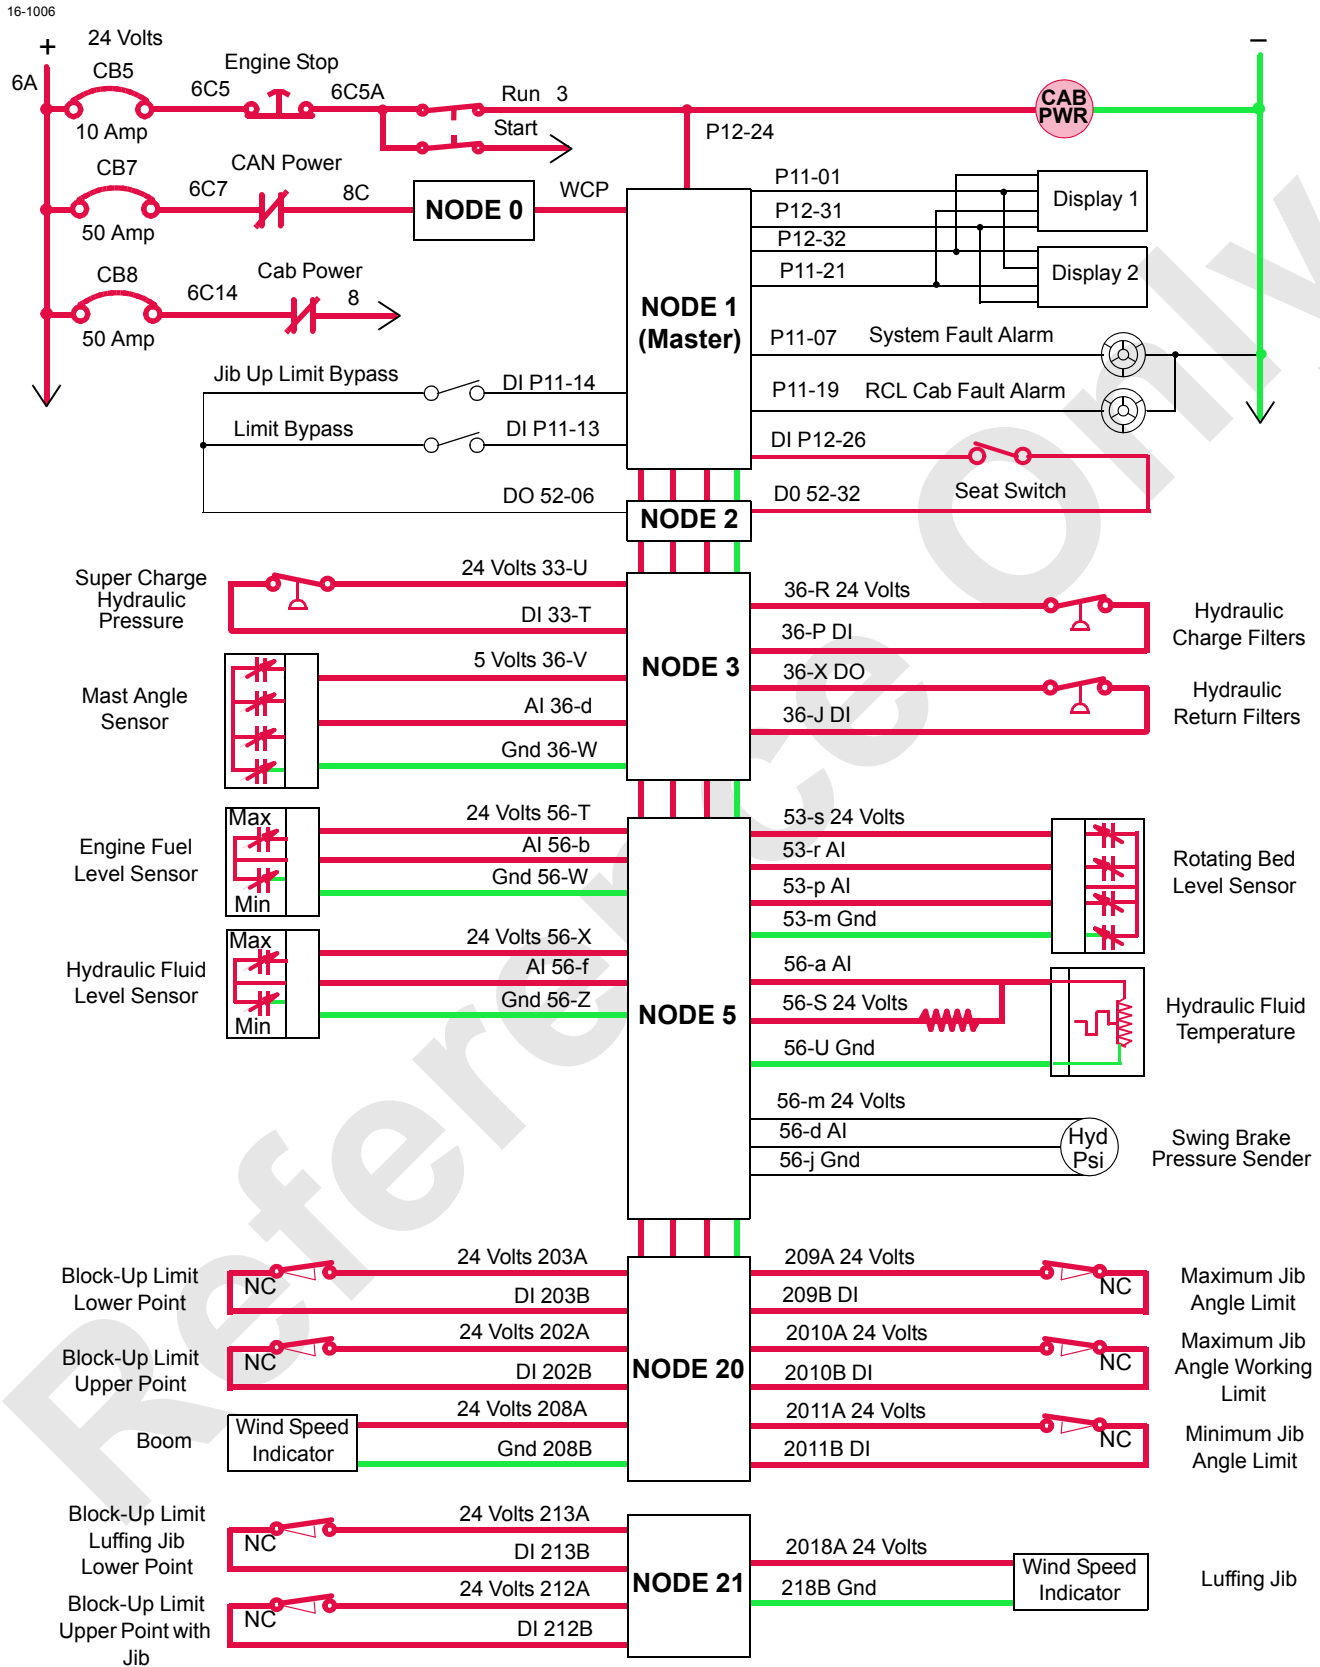 16-1006
+
24 Volts
−
6A
CB5
6C5
Engine Stop
6C5A
Run 3
CAB
PWR
10 Amp
Start
P12-24
CB7
CAN Power
6C7
8C
NODE 0
WCP
50 Amp
P11-01
P12-31
P12-32
P11-21
Display 1
Display 2
CB8
Cab Power
6C14
8
50 Amp
NODE 1
(Master)
P11-07
System Fault Alarm
Jib Up Limit Bypass
DI P11-14
P11-19
RCL Cab Fault Alarm
Limit Bypass
DI P11-13
DI P12-26
DO 52-06
NODE 2
D0 52-32
Seat Switch
Super Charge
Hydraulic
Pressure
24 Volts 33-U
DI 33-T
NODE 3
36-R 24 Volts
36-P DI
Hydraulic
Charge Filters
Mast Angle
Sensor
5 Volts 36-V
AI 36-d
Gnd 36-W
36-X DO
36-J DI
Hydraulic
Return Filters
Engine Fuel
Level Sensor
Max
Min
24 Volts 56-T
AI 56-b
Gnd 56-W
53-s 24 Volts
53-r AI
53-p AI
53-m Gnd
Rotating Bed
Level Sensor
Hydraulic Fluid
Level Sensor
Max
Min
24 Volts 56-X
AI 56-f
Gnd 56-Z
NODE 5
56-a AI
56-S 24 Volts
56-U Gnd
Hydraulic Fluid
Temperature
56-m 24 Volts
56-d AI
56-j Gnd
Hyd
Psi
Swing Brake
Pressure Sender
Block-Up Limit
Lower Point
NC
24 Volts 203A
DI 203B
NODE 20
209A 24 Volts
209B DI
NC
Maximum Jib
Angle Limit
Block-Up Limit
Upper Point
NC
24 Volts 202A
DI 202B
2010A 24 Volts
2010B DI
NC
Maximum Jib
Angle Working
Limit
Boom
Wind Speed
Indicator
24 Volts 208A
Gnd 208B
2011A 24 Volts
2011B DI
NC
Minimum Jib
Angle Limit
Block-Up Limit
Luffing Jib
Lower Point
NC
24 Volts 213A
DI 213B
NODE 21
2018A 24 Volts
218B Gnd
Wind Speed
Indicator
Luffing Jib
Block-Up Limit
Upper Point with
Jib
NC
24 Volts 212A
DI 212B
Reference Only